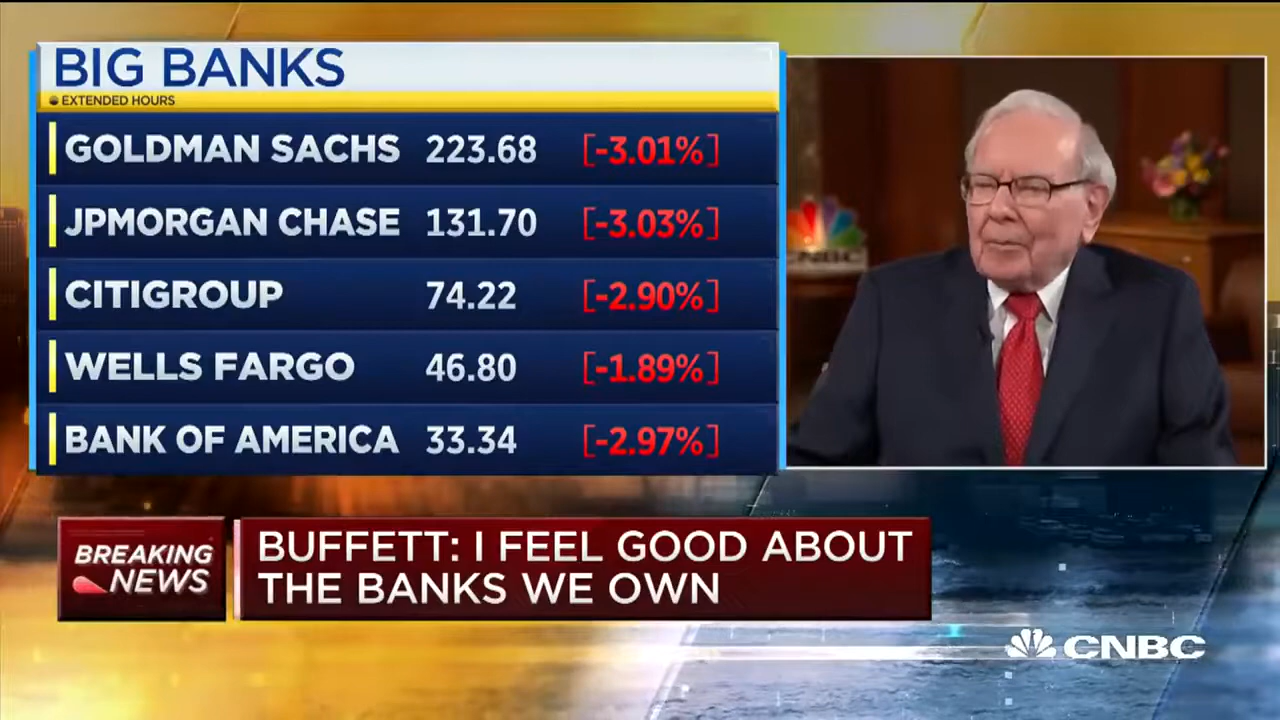 BIG BANKS
EXTENDED HOURS
GOLDMAN SACHS 223.68 [-3.01%]
JPMORGAN CHASE 131.70 [-3.03%]
CITIGROUP 74.22 [-2.90%]
WELLS FARGO 46.80 [-1.89%]
BANK OF AMERICA 33.34 [-2.97%]
CNBC
BREAKING
NEWS
BUFFETT: I FEEL GOOD ABOUT
THE BANKS WE OWN
CNBC